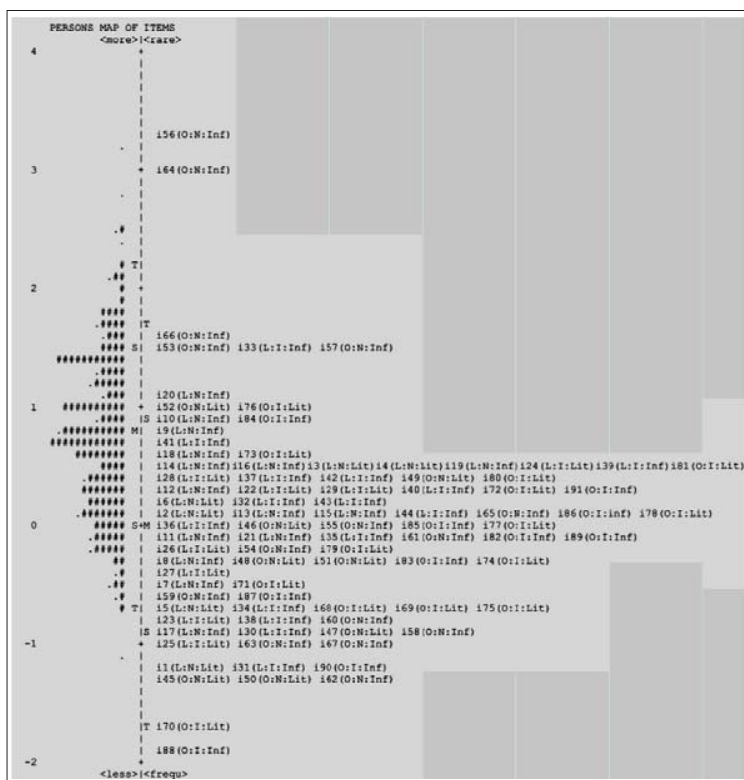 PERSONS MAP OF ITEMS
<more>|<rare>
4 +
|
|
|
|
|
|
| i56(O:N:Inf)
. |
|
3 + i64(O:N:Inf)
|
. |
|
|
.# |
. |
|
# T|
.## |
2 # +
# |
#### |
.#### |T
.### | i66(O:N:Inf)
#### S| i53(O:N:Inf) i33(L:I:Inf) i57(O:N:Inf)
########### |
.#### |
.##### |
.### | i20(L:N:Inf)
1 ########## + i52(O:N:Lit) i76(O:I:Lit)
.#### |S i10(L:N:Inf) i84(O:I:Inf)
.########## M| i9(L:N:Inf)
############ | i41(L:I:Inf)
######## | i18(L:N:Inf) i73(O:I:Lit)
#### | i14(L:N:Inf)i16(L:N:Inf)i3(L:N:Lit)i4(L:N:Lit)i19(L:N:Inf)i24(L:I:Lit)i39(L:I:Inf)i81(O:I:Lit)
.###### | i28(L:I:Lit) i37(L:I:Inf) i42(L:I:Inf) i49(O:N:Lit) i80(O:I:Lit)
####### | i12(L:N:Inf) i22(L:I:Lit) i29(L:I:Lit) i40(L:I:Inf) i72(O:I:Lit) i91(O:I:Inf)
###### | i6(L:N:Lit) i32(L:I:Inf) i43(L:I:Inf)
.####### | i2(L:N:Lit) i13(L:N:Inf) i15(L:N:Inf) i44(L:I:Inf) i65(O:N:Inf) i86(O:I:inf) i78(O:I:Lit)
0 ##### S+M i36(L:I:Inf) i46(O:N:Lit) i55(O:N:Inf) i85(O:I:Inf) i77(O:I:Lit)
.##### | i11(L:N:Inf) i21(L:N:Inf) i35(L:I:Inf) i61(O:N:Inf) i82(O:I:Inf) i89(O:I:Inf)
.##### | i26(L:I:Lit) i54(O:N:Inf) i79(O:I:Lit)
## | i8(L:N:Inf) i48(O:N:Lit) i51(O:N:Lit) i83(O:I:Inf) i74(O:I:Lit)
.# | i27(L:I:Lit)
.## | i7(L:N:Inf) i71(O:I:Lit)
.# | i59(O:N:Inf) i87(O:I:Inf)
# T| i5(L:N:Lit) i34(L:I:Inf) i68(O:I:Lit) i69(O:I:Lit) i75(O:I:Lit)
| i23(L:I:Lit) i38(L:I:Inf) i60(O:N:Inf)
|S i17(L:N:Inf) i30(L:I:Inf) i47(O:N:Lit) i58(O:N:Inf)
-1 + i25(L:I:Lit) i63(O:N:Inf) i67(O:N:Inf)
. |
| i1(L:N:Lit) i31(L:I:Inf) i90(O:I:Inf)
| i45(O:N:Lit) i50(O:N:Lit) i62(O:N:Inf)
|
|
|
|T i70(O:I:Lit)
|
| i88(O:I:Inf)
-2 +
<less>|<frequ>